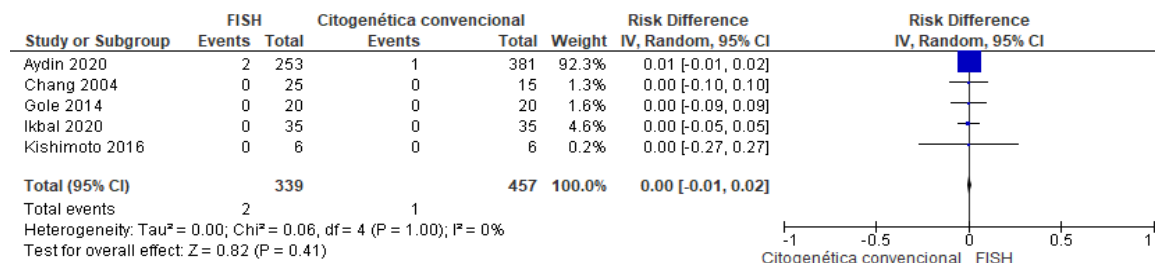 FISH Citogenética convencional Risk Difference Risk Difference
Study or Subgroup Events Total Events Total Weight IV, Random, 95% CI IV, Random, 95% CI
Aydin 2020 2 253 1 381 92.3% 0.01 [-0.01, 0.02]
Chang 2004 0 25 0 15 1.3% 0.00 [-0.10, 0.10]
Gole 2014 0 20 0 20 1.6% 0.00 [-0.09, 0.09]
Ikbal 2020 0 35 0 35 4.6% 0.00 [-0.05, 0.05]
Kishimoto 2016 0 6 0 6 0.2% 0.00 [-0.27, 0.27]
Total (95% CI) 339 457 100.0% 0.00 [-0.01, 0.02]
Total events 2 1
Heterogeneity: Tau² = 0.00; Chi² = 0.06, df = 4 (P = 1.00); I² = 0%
Test for overall effect: Z = 0.82 (P = 0.41)
-1 -0.5 0 0.5 1
Citogenética convencional FISH